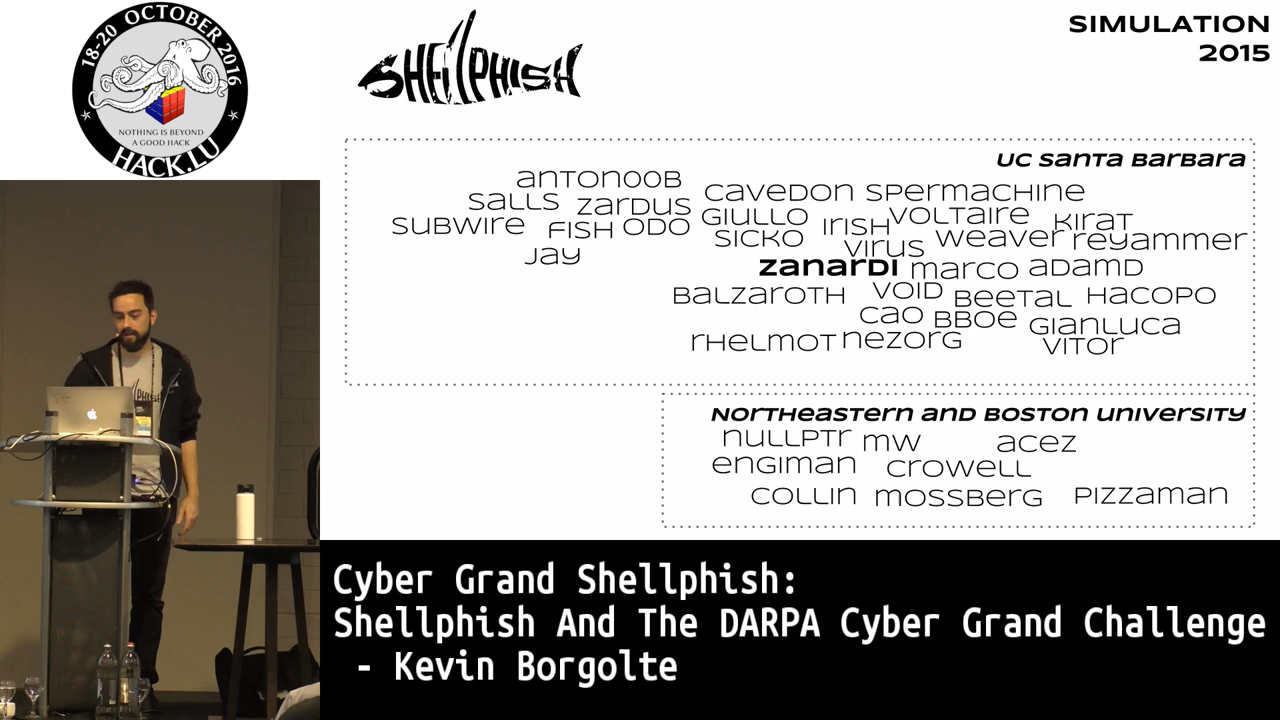 18-20 OCTOBER 2016
NOTHING IS BEYOND
A GOOD HACK
HACK.LU
SHELLPHISH
SIMULATION
2015
UC Santa Barbara
antonoob
cavedon spermachine
salls zardus giullo irish voltaire kirat
subwire fish odo sicko virus weaver reyammer
jay
zanardi marco adamd
balzaroth void beetal hacopo
cao bboe gianluca
rhelmot nezorg vitor
Northeastern and Boston University
nullptr mw acez
engiman crowell
collin mossberg pizzaman
Cyber Grand Shellphish:
Shellphish And The DARPA Cyber Grand Challenge
- Kevin Borgolte